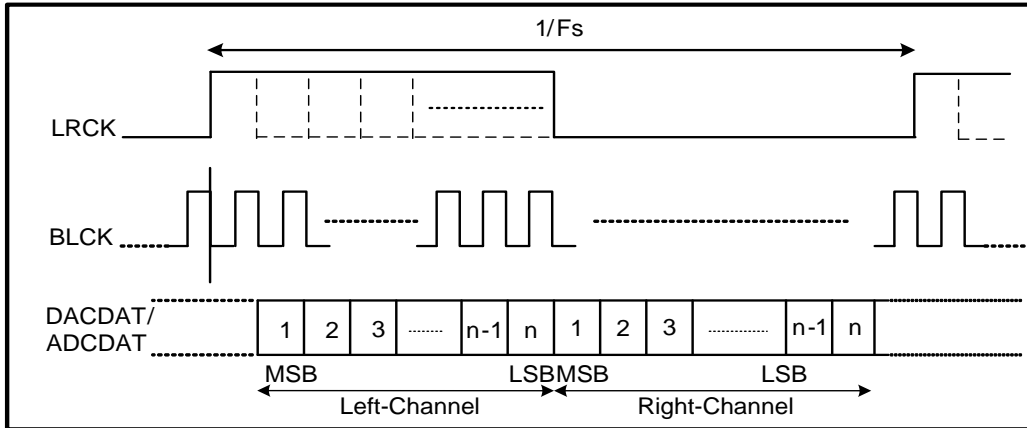 1/Fs
LRCK
BLCK
DACDAT/
ADCDAT
1 2 3 n-1 n 1 2 3 n-1 n
MSB LSB MSB LSB
Left-Channel Right-Channel